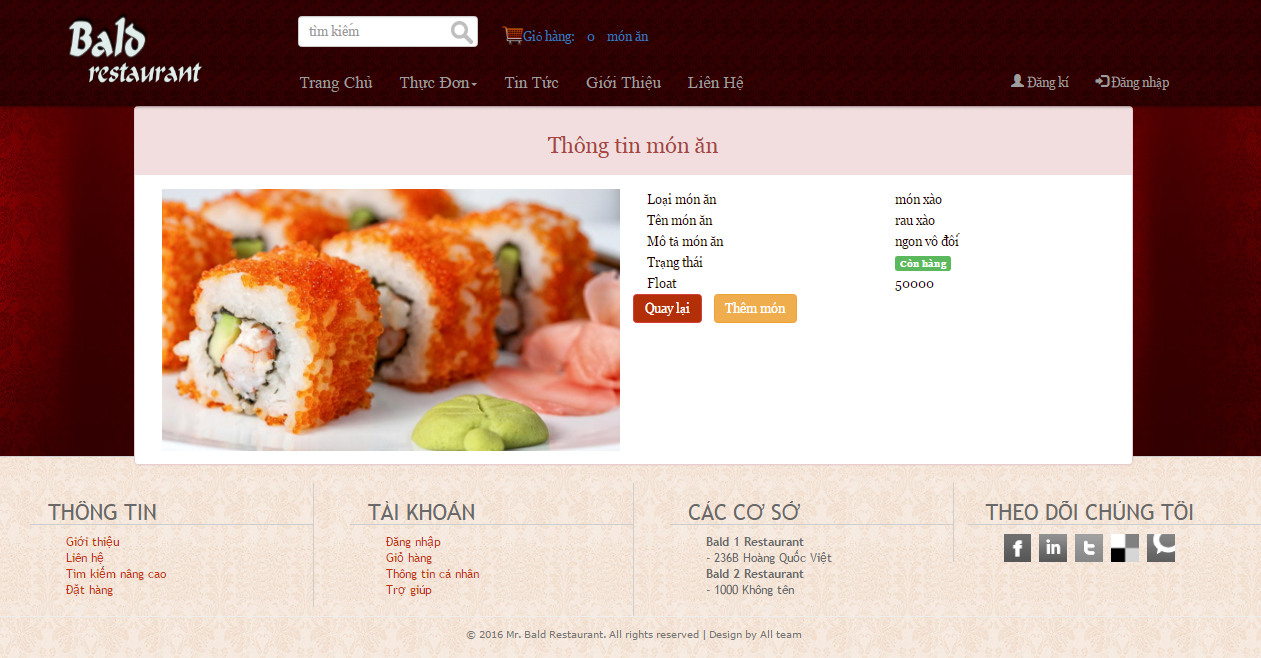 Bald
restaurant
tìm kiếm
Giỏ hàng: 0 món ăn
Trang Chủ Thực Đơn Tin Tức Giới Thiệu Liên Hệ Đăng kí Đăng nhập
Thông tin món ăn
Loại món ăn món xào
Tên món ăn rau xào
Mô tả món ăn ngon vô đối
Trạng thái Còn hàng
Float 50000
Quay lại Thêm món
THÔNG TIN
Giới thiệu
Liên hệ
Tìm kiếm nâng cao
Đặt hàng
TÀI KHOẢN
Đăng nhập
Giỏ hàng
Thông tin cá nhân
Trợ giúp
CÁC CƠ SỞ
Bald 1 Restaurant
- 236B Hoàng Quốc Việt
Bald 2 Restaurant
- 1000 Không tên
THEO DÕI CHÚNG TÔI
f in t
© 2016 Mr. Bald Restaurant. All rights reserved | Design by All team